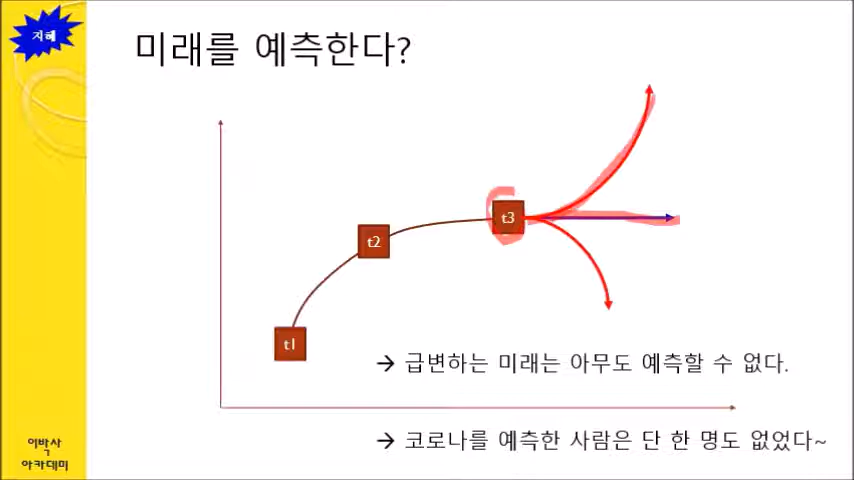 지혜
미래를 예측한다?
t3
t2
t1
→ 급변하는 미래는 아무도 예측할 수 없다.
→ 코로나를 예측한 사람은 단 한 명도 없었다~
이박사
아카데미